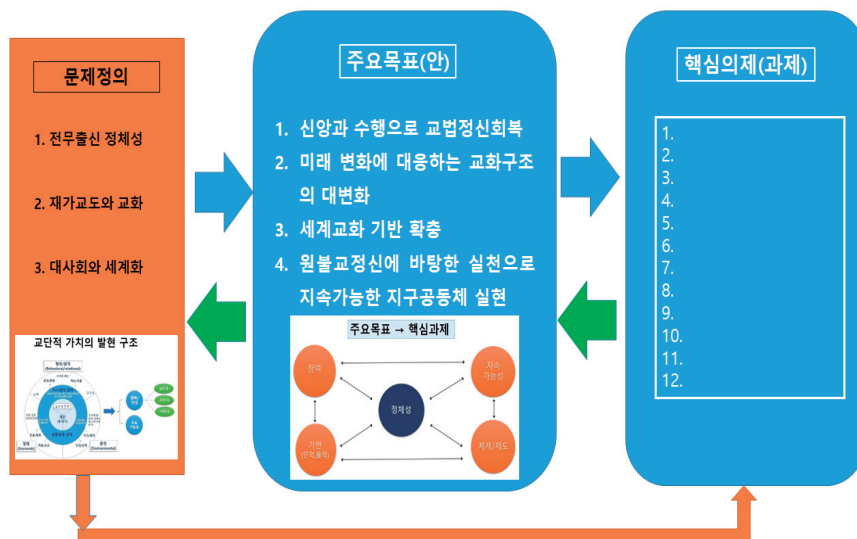 문제정의
1. 전무출신 정체성
2. 재가교도와 교화
3. 대사회와 세계화
교단적 가치의 발현 구조
주요목표(안)
1. 신앙과 수행으로 교법정신회복
2. 미래 변화에 대응하는 교화구조
의 대변화
3. 세계교화 기반 확충
4. 원불교정신에 바탕한 실천으로
지속가능한 지구공동체 실현
주요목표 → 핵심과제
참여
지속
가능성
정체성
기반
(인적,물적)
체제/제도
핵심의제(과제)
1.
2.
3.
4.
5.
6.
7.
8.
9.
10.
11.
12.